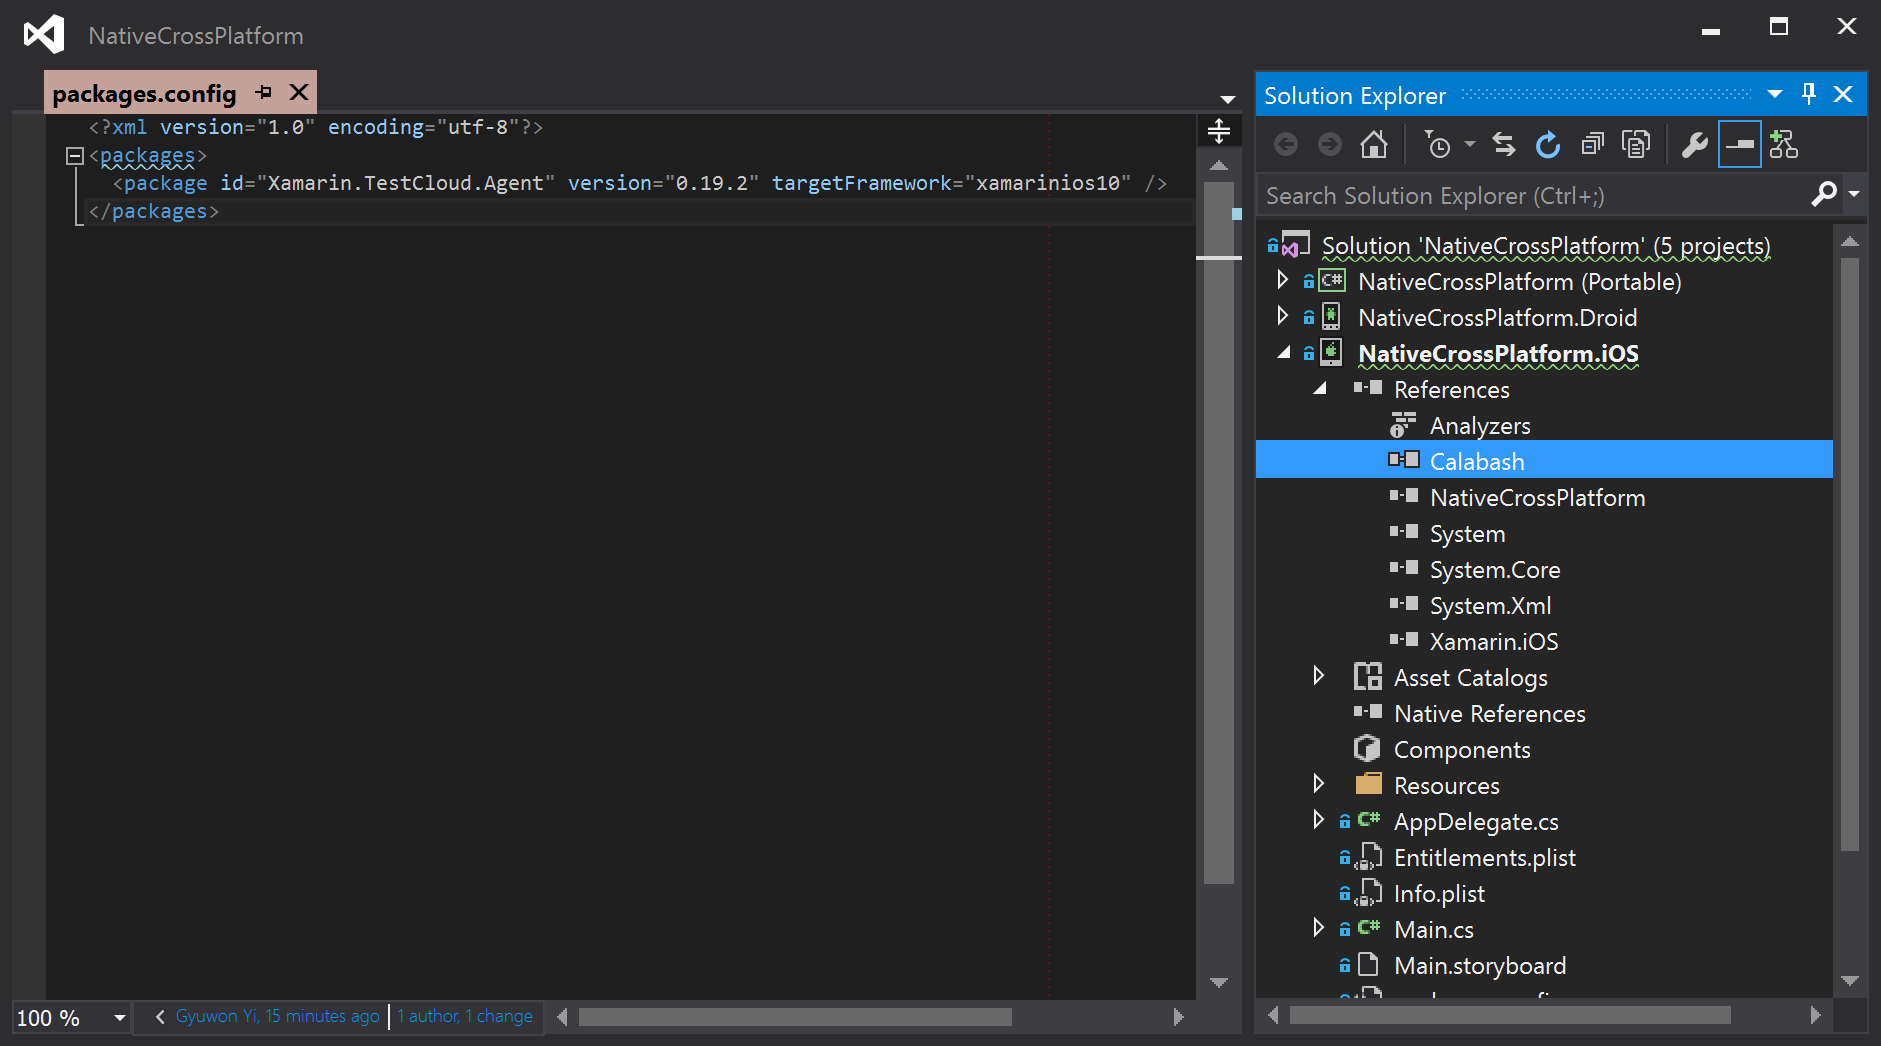 NativeCrossPlatform
packages.config
<?xml version="1.0" encoding="utf-8"?>
<packages>
<package id="Xamarin.TestCloud.Agent" version="0.19.2" targetFramework="xamarinios10" />
</packages>
100 %
Gyuwon Yi, 15 minutes ago
1 author, 1 change
Solution Explorer
Search Solution Explorer (Ctrl+;)
Solution 'NativeCrossPlatform' (5 projects)
C# NativeCrossPlatform (Portable)
NativeCrossPlatform.Droid
NativeCrossPlatform.iOS
References
Analyzers
Calabash
NativeCrossPlatform
System
System.Core
System.Xml
Xamarin.iOS
Asset Catalogs
Native References
Components
Resources
C# AppDelegate.cs
Entitlements.plist
Info.plist
C# Main.cs
Main.storyboard